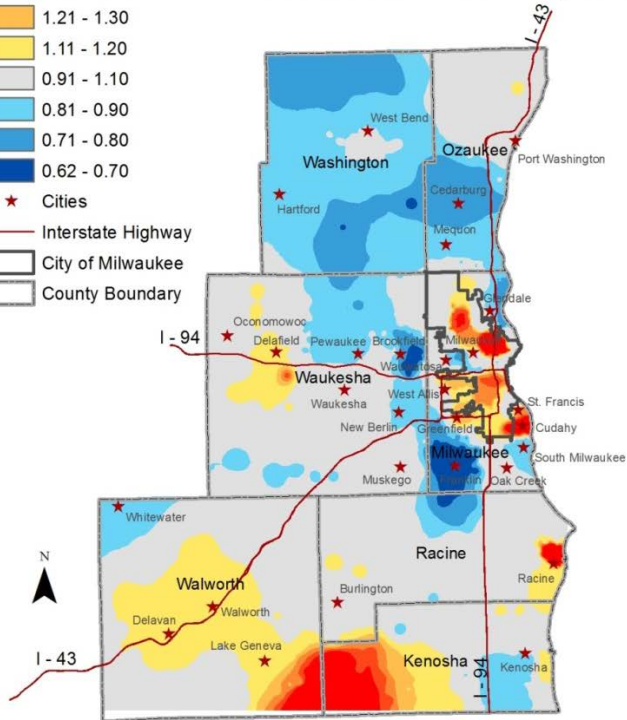 1.21 - 1.30
1.11 - 1.20
0.91 - 1.10
0.81 - 0.90
0.71 - 0.80
0.62 - 0.70
Cities
Interstate Highway
City of Milwaukee
County Boundary
I - 43
West Bend
Washington
Ozaukee
Port Washington
Hartford
Cedarburg
Mequon
Glendale
Oconomowoc
I - 94
Delafield
Pewaukee
Brookfield
Milwaukee
Wauwatosa
Waukesha
Waukesha
West Allis
St. Francis
New Berlin
Greenfield
Cudahy
Milwaukee
South Milwaukee
Muskego
Franklin
Oak Creek
Whitewater
N
Racine
Racine
Walworth
Burlington
Walworth
Delavan
Lake Geneva
Kenosha
Kenosha
I - 43
I - 94